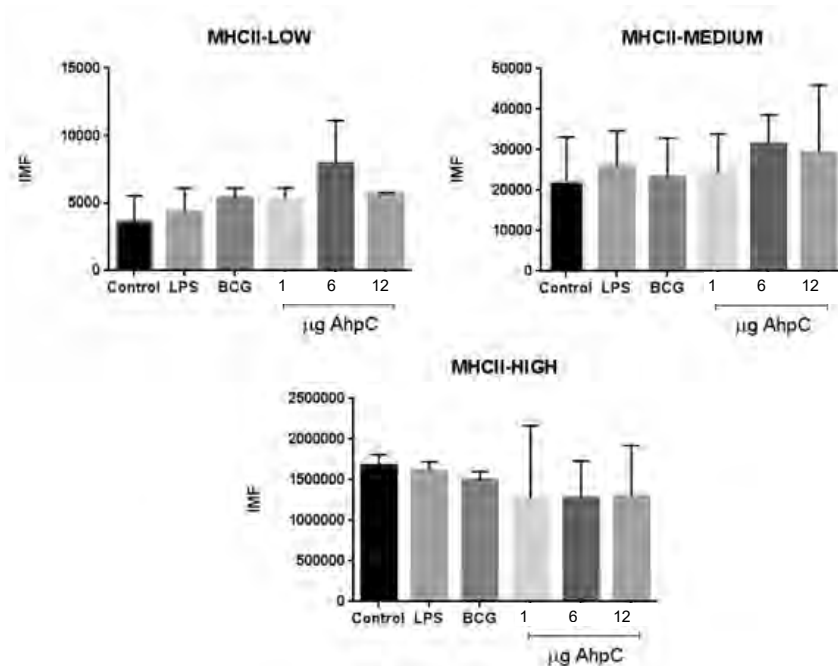 MHCII-LOW
15000
10000
5000
0
IMF
Control LPS BCG 1 6 12
μg AhpC
MHCII-MEDIUM
50000
40000
30000
20000
10000
0
IMF
Control LPS BCG 1 6 12
μg AhpC
MHCII-HIGH
2500000
2000000
1500000
1000000
500000
0
IMF
Control LPS BCG 1 6 12
μg AhpC